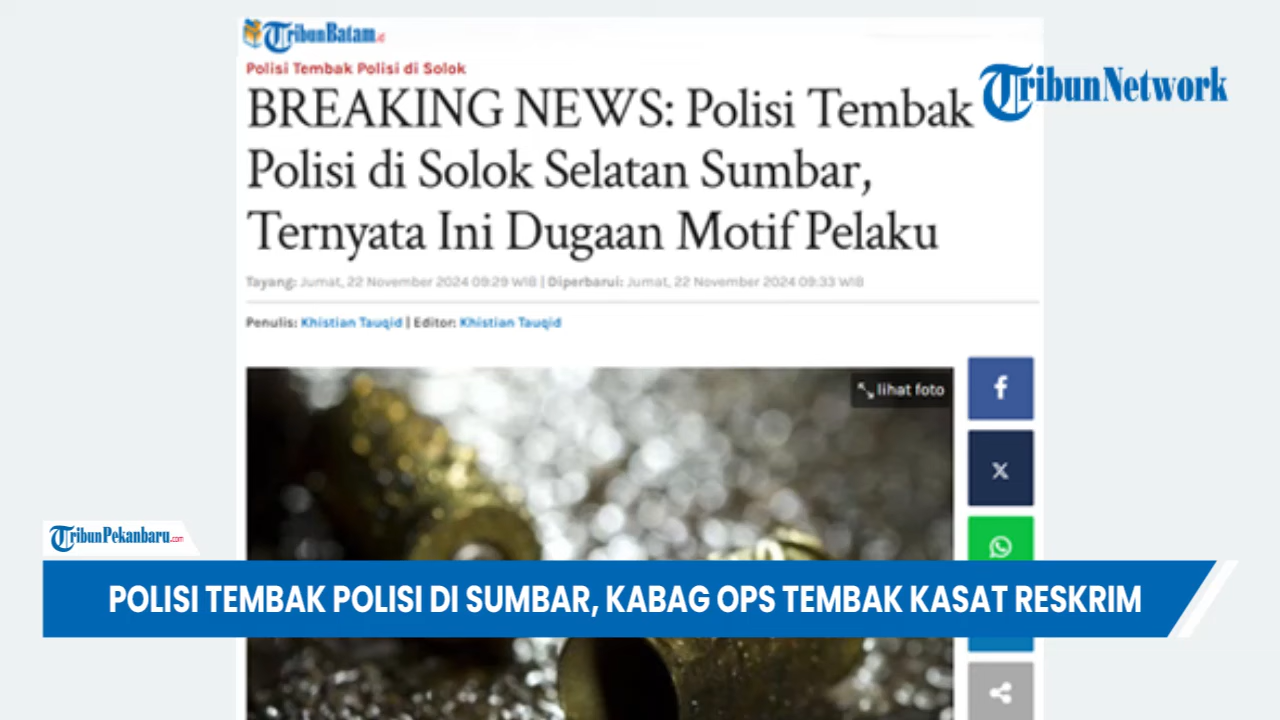 TribunBatam.id
Polisi Tembak Polisi di Solok
TribunNetwork
BREAKING NEWS: Polisi Tembak
Polisi di Solok Selatan Sumbar,
Ternyata Ini Dugaan Motif Pelaku
Tayang: Jumat, 22 November 2024 09:29 WIB | Diperbarui: Jumat, 22 November 2024 09:33 WIB
Penulis: Khistian Tauqid | Editor: Khistian Tauqid
lihat foto
TribunPekanbaru.com
POLISI TEMBAK POLISI DI SUMBAR, KABAG OPS TEMBAK KASAT RESKRIM